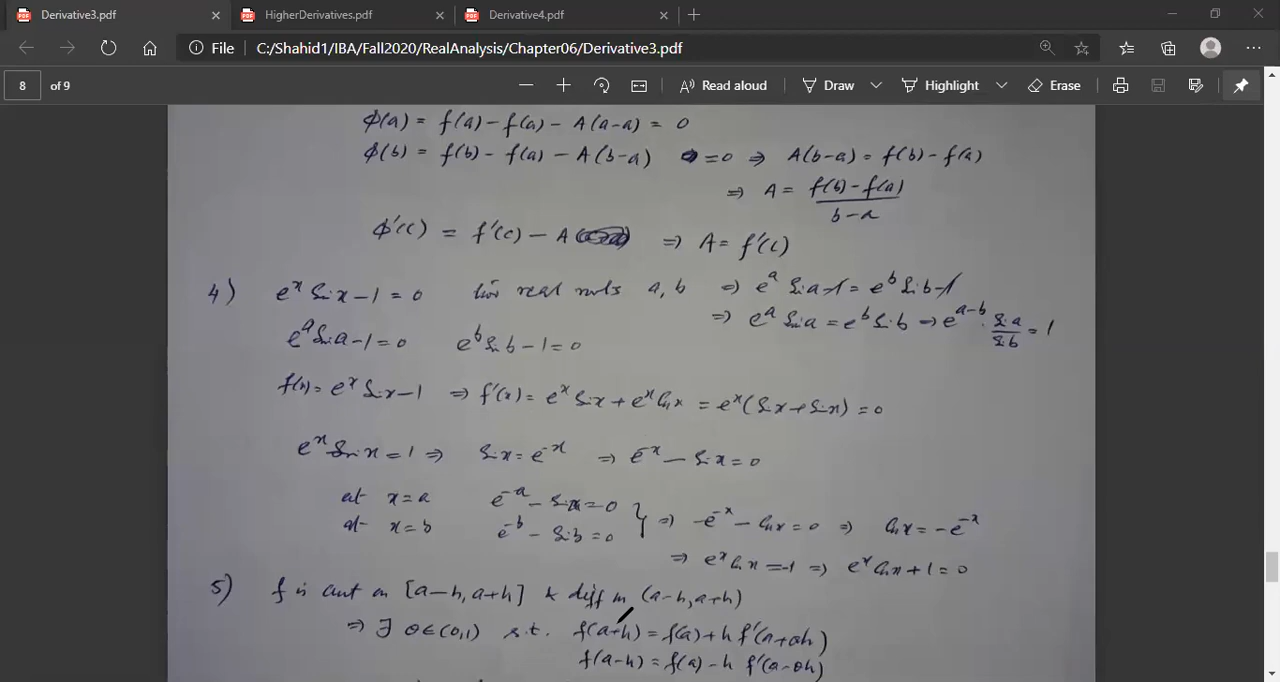 Derivative3.pdf
HigherDerivatives.pdf
Derivative4.pdf
File C:/Shahid1/IBA/Fall2020/RealAnalysis/Chapter06/Derivative3.pdf
8 of 9
Read aloud
Draw
Highlight
Erase
ϕ(a) = f(a) - f(a) - A(a-a) = 0
ϕ(b) = f(b) - f(a) - A(b-a) = 0 ⇒ A(b-a) = f(b) - f(a)
⇒ A = f(b) - f(a) / b-a
ϕ'(c) = f'(c) - A ⇒ A = f'(c)
4) e^x Sin x - 1 = 0 two real roots a, b ⇒ e^a Sin a - 1 = e^b Sin b - 1
⇒ e^a Sin a = e^b Sin b ⇒ e^{a-b} · Sin a / Sin b = 1
e^a Sin a - 1 = 0 e^b Sin b - 1 = 0
f(x) = e^x Sin x - 1 ⇒ f'(x) = e^x Sin x + e^x Cos x = e^x (Sin x + Sin x) = 0
e^x Sin x = 1 ⇒ Sin x = e^{-x} ⇒ e^{-x} - Sin x = 0
at x = a e^{-a} - Sin a = 0
at x = b e^{-b} - Sin b = 0 } ⇒ -e^{-x} - Cos x = 0 ⇒ Cos x = -e^{-x}
⇒ e^x Cos x = -1 ⇒ e^x Cos x + 1 = 0
5) f is cont on [a-h, a+h] & diff in (a-h, a+h)
⇒ ∃ θ ∈ (0,1) s.t. f(a+h) = f(a) + h f'(a+θh)
f(a-h) = f(a) - h f'(a-θh)